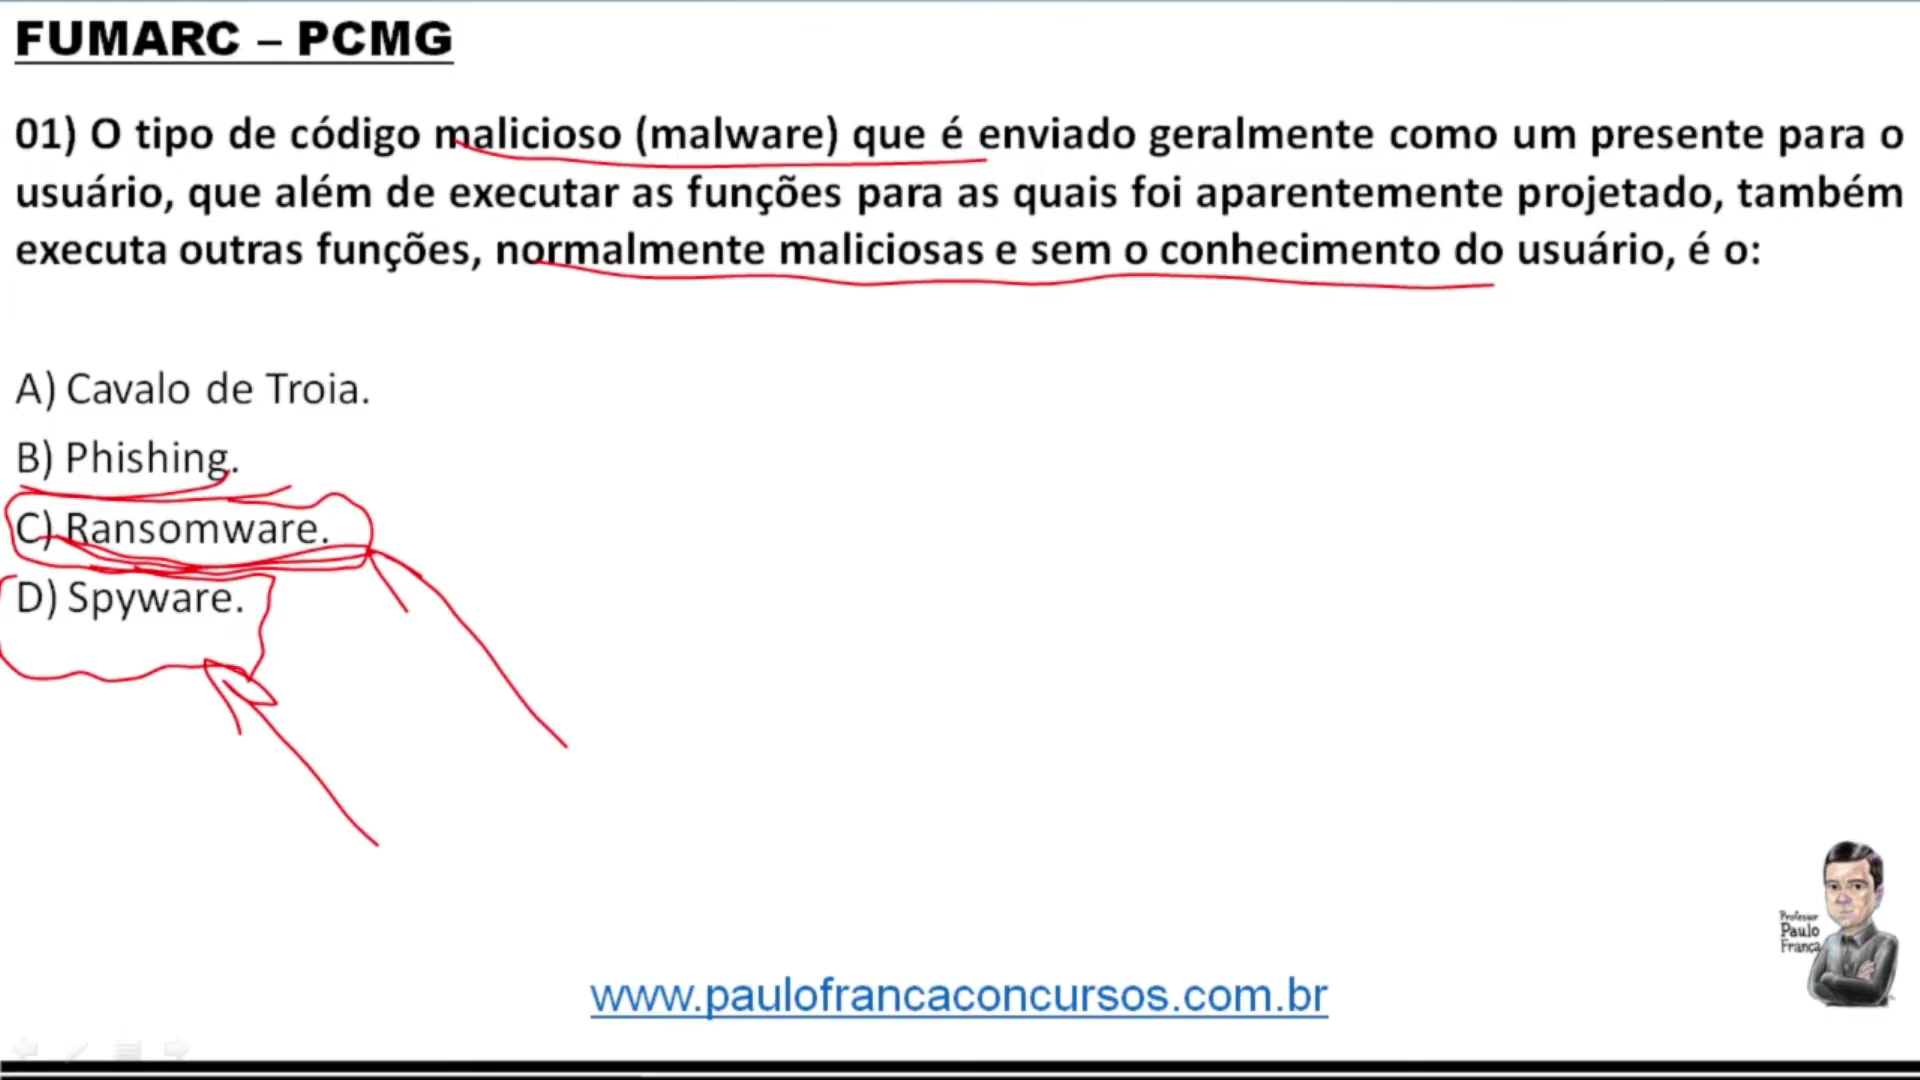 FUMARC – PCMG
01) O tipo de código malicioso (malware) que é enviado geralmente como um presente para o
usuário, que além de executar as funções para as quais foi aparentemente projetado, também
executa outras funções, normalmente maliciosas e sem o conhecimento do usuário, é o:
A) Cavalo de Troia.
B) Phishing.
C) Ransomware.
D) Spyware.
Professor
Paulo
França
www.paulofrancaconcursos.com.br